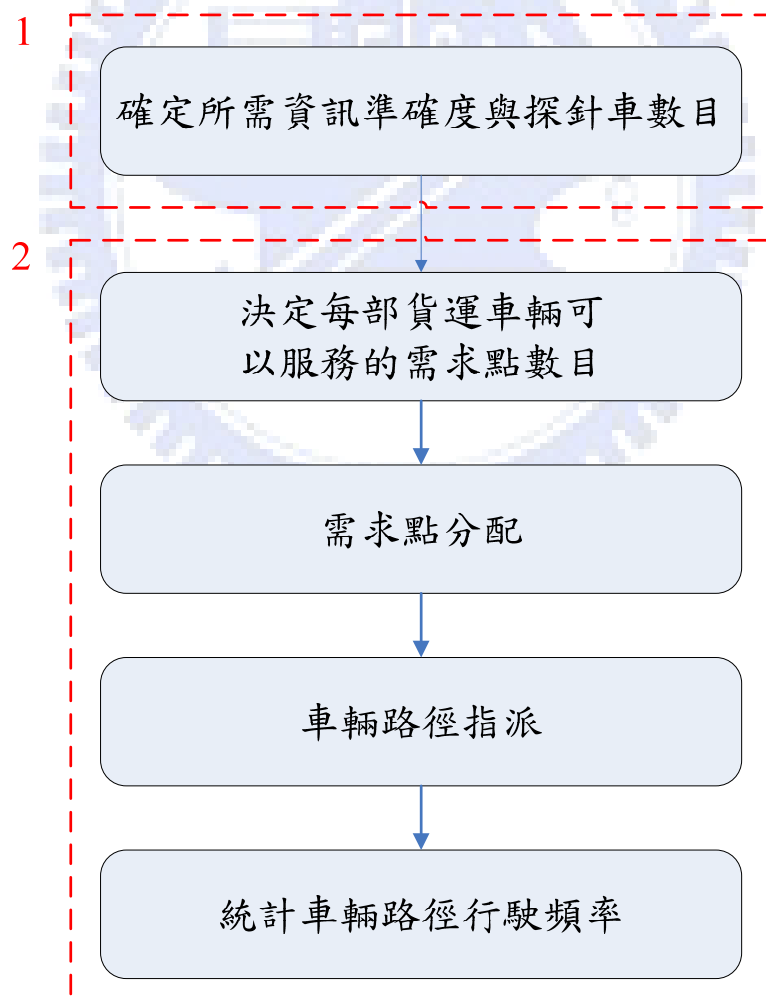 1
確定所需資訊準確度與探針車數目
2
決定每部貨運車輛可
以服務的需求點數目
需求點分配
車輛路徑指派
統計車輛路徑行駛頻率